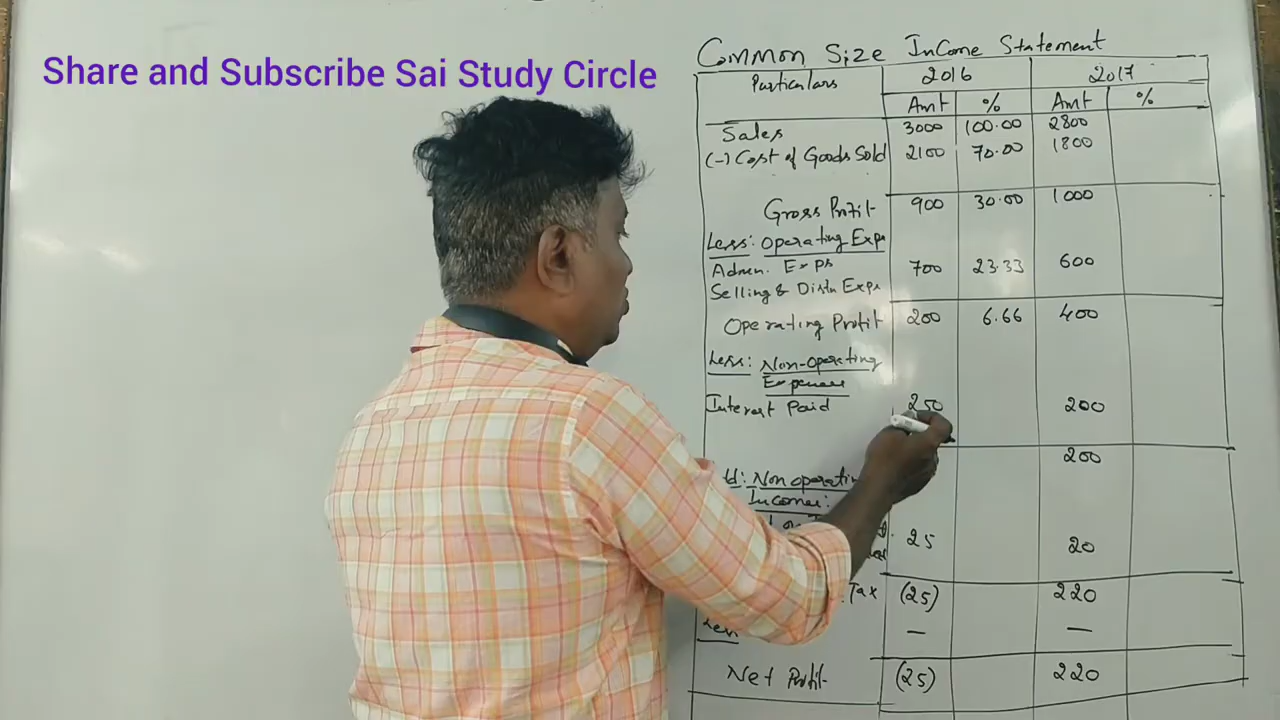 Share and Subscribe Sai Study Circle
Common Size Income Statement
Particulars 2016 2017
Amt % Amt %
Sales 3000 100.00 2800
(-) Cost of Goods Sold 2100 70.00 1800
Gross Profit 900 30.00 1000
Less: Operating Exps
Admn. Exps 700 23.33 600
Selling & Distn Exps
Operating Profit 200 6.66 400
Less: Non-Operating
Expenses
Interest Paid 250 200
200
Non operatin
Incomes:
25 20
Tax (25) 220
Less — —
Net Profit (25) 220